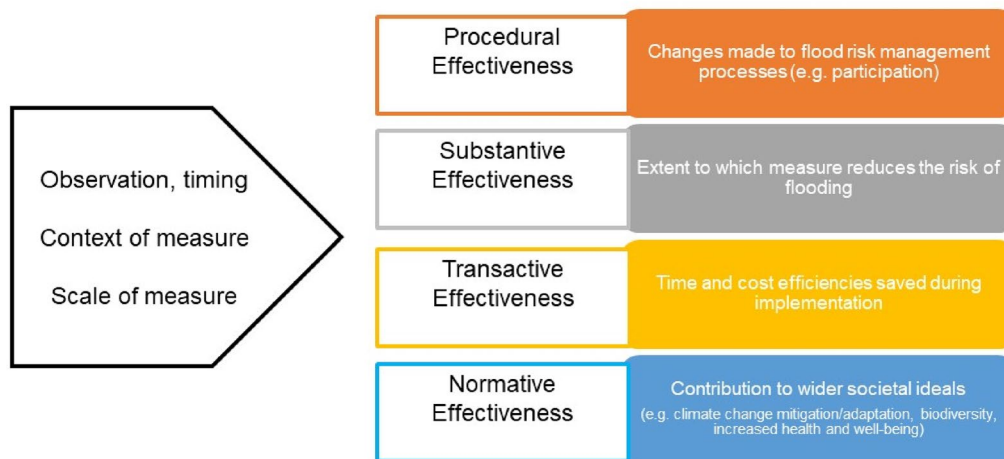 Observation, timing
Context of measure
Scale of measure
Procedural
Effectiveness
Changes made to flood risk management
processes (e.g. participation)
Substantive
Effectiveness
Extent to which measure reduces the risk of
flooding
Transactive
Effectiveness
Time and cost efficiencies saved during
implementation
Normative
Effectiveness
Contribution to wider societal ideals
(e.g. climate change mitigation/adaptation, biodiversity,
increased health and well-being)